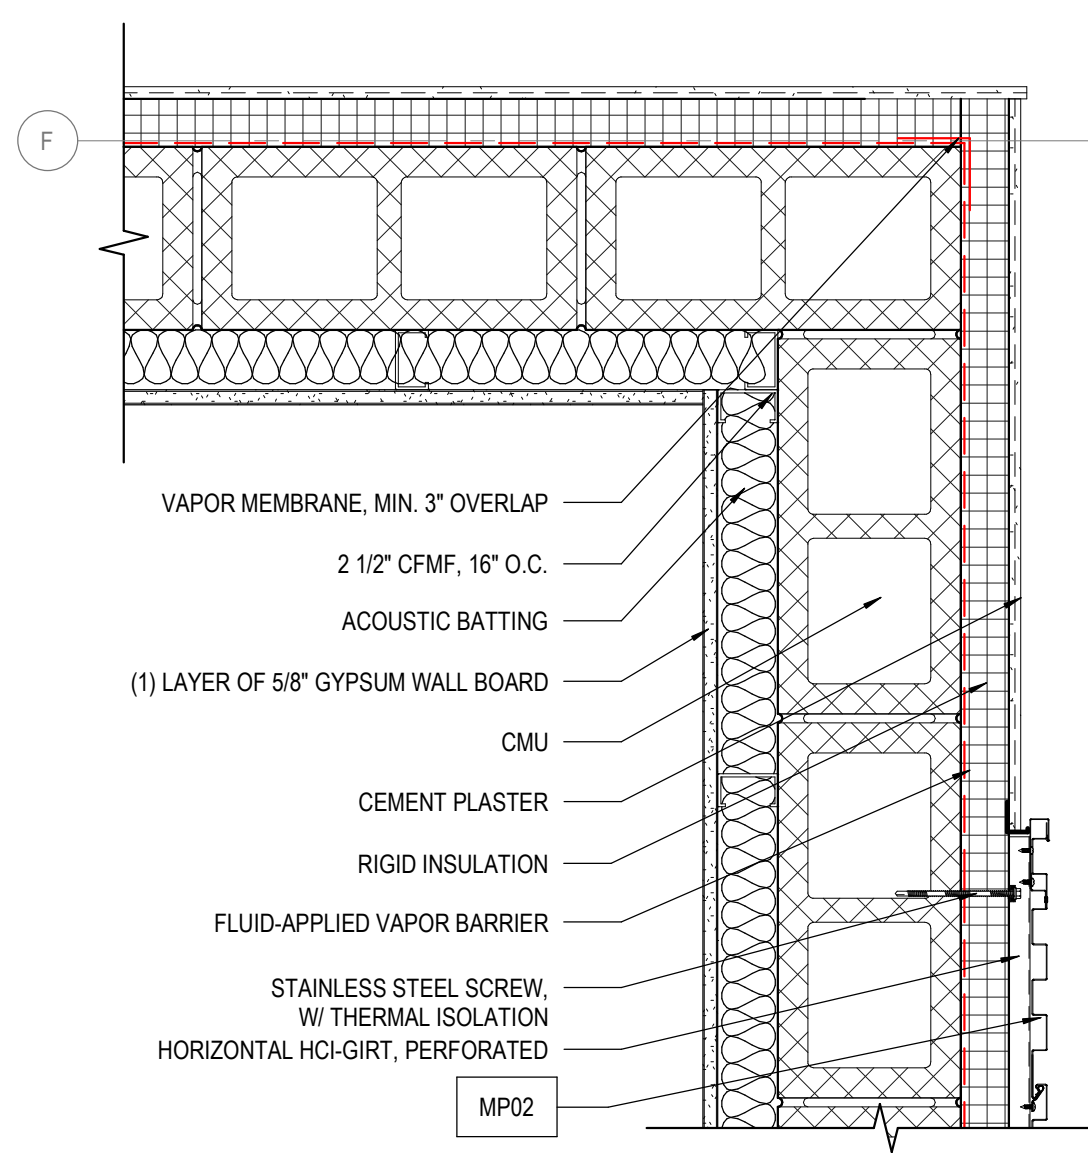 F
VAPOR MEMBRANE, MIN. 3" OVERLAP
2 1/2" CFMF, 16" O.C.
ACOUSTIC BATTING
(1) LAYER OF 5/8" GYPSUM WALL BOARD
CMU
CEMENT PLASTER
RIGID INSULATION
FLUID-APPLIED VAPOR BARRIER
STAINLESS STEEL SCREW,
W/ THERMAL ISOLATION
HORIZONTAL HCI-GIRT, PERFORATED
MP02